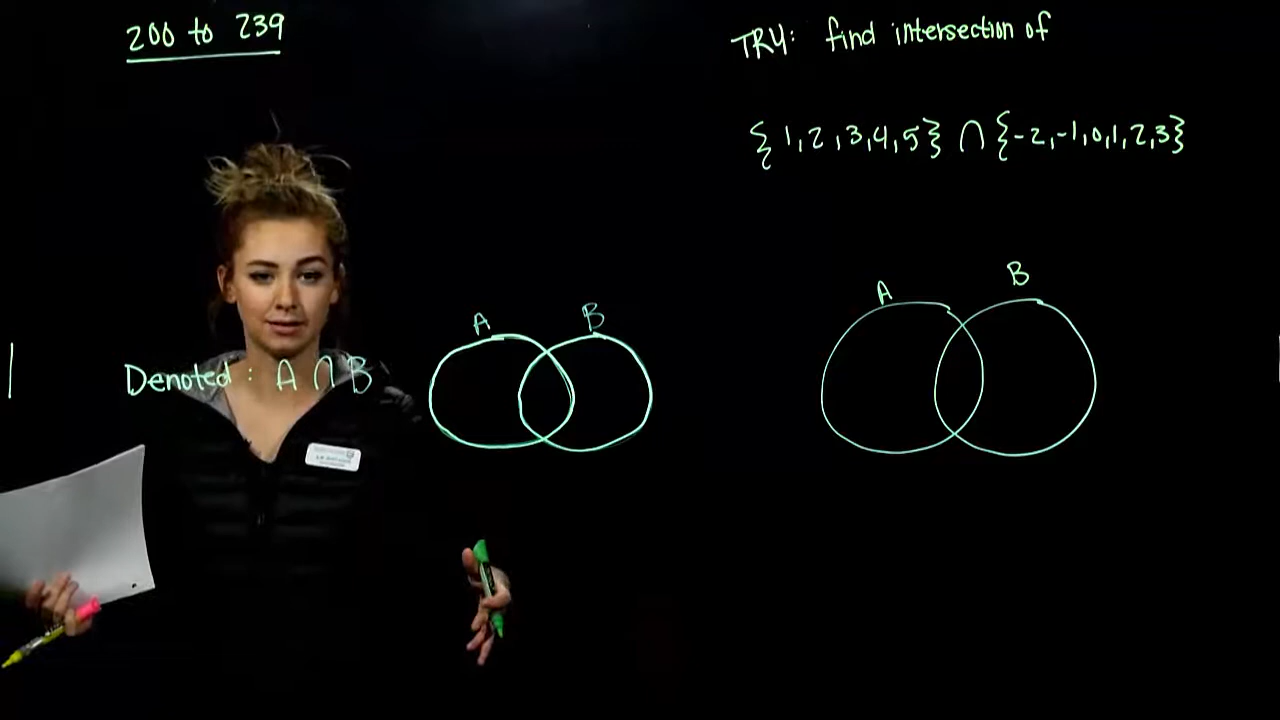 200 to 239
TRY: find intersection of
{1,2,3,4,5} ∩ {-2,-1,0,1,2,3}
A B
Denoted: A ∩ B
A B